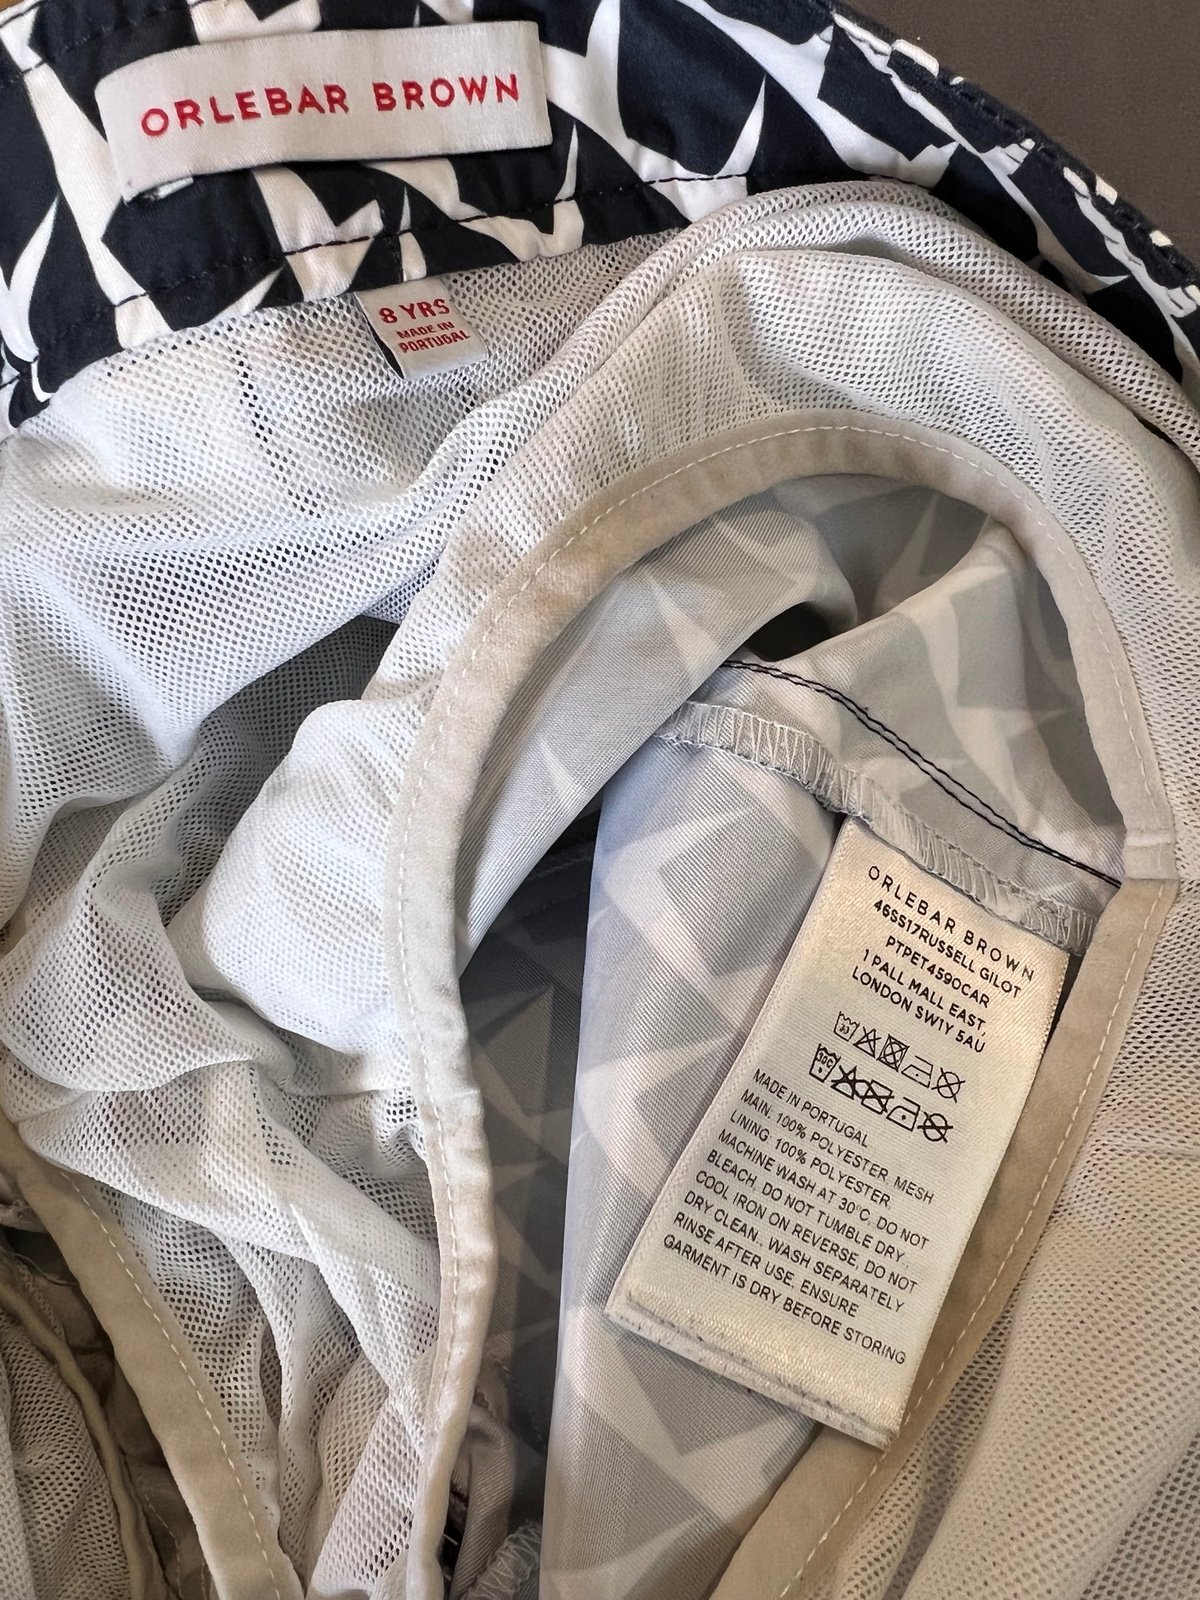 ORLEBAR BROWN
8 YRS
MADE IN
PORTUGAL
ORLEBAR BROWN
46SS17RUSSELL GILOT
PTPET4590CAR
1 PALL MALL EAST,
LONDON SW1Y 5AU
30
30C
MADE IN PORTUGAL
MAIN: 100% POLYESTER MESH
LINING: 100% POLYESTER.
MACHINE WASH AT 30°C, DO NOT
BLEACH, DO NOT TUMBLE DRY,
COOL IRON ON REVERSE, DO NOT
DRY CLEAN. WASH SEPARATELY
RINSE AFTER USE. ENSURE
GARMENT IS DRY BEFORE STORING